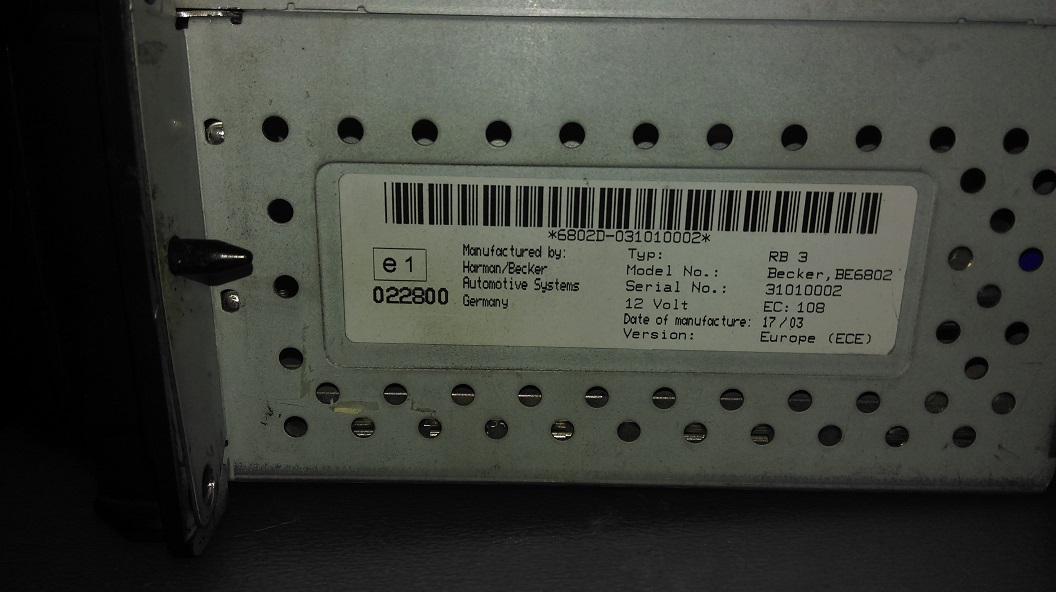 *6802D-031010002*
e1
022800
Manufactured by:
Harman/Becker
Automotive Systems
Germany
Typ: RB 3
Model No.: Becker, BE6802
Serial No.: 31010002
12 Volt EC: 108
Date of manufacture: 17/03
Version: Europe (ECE)